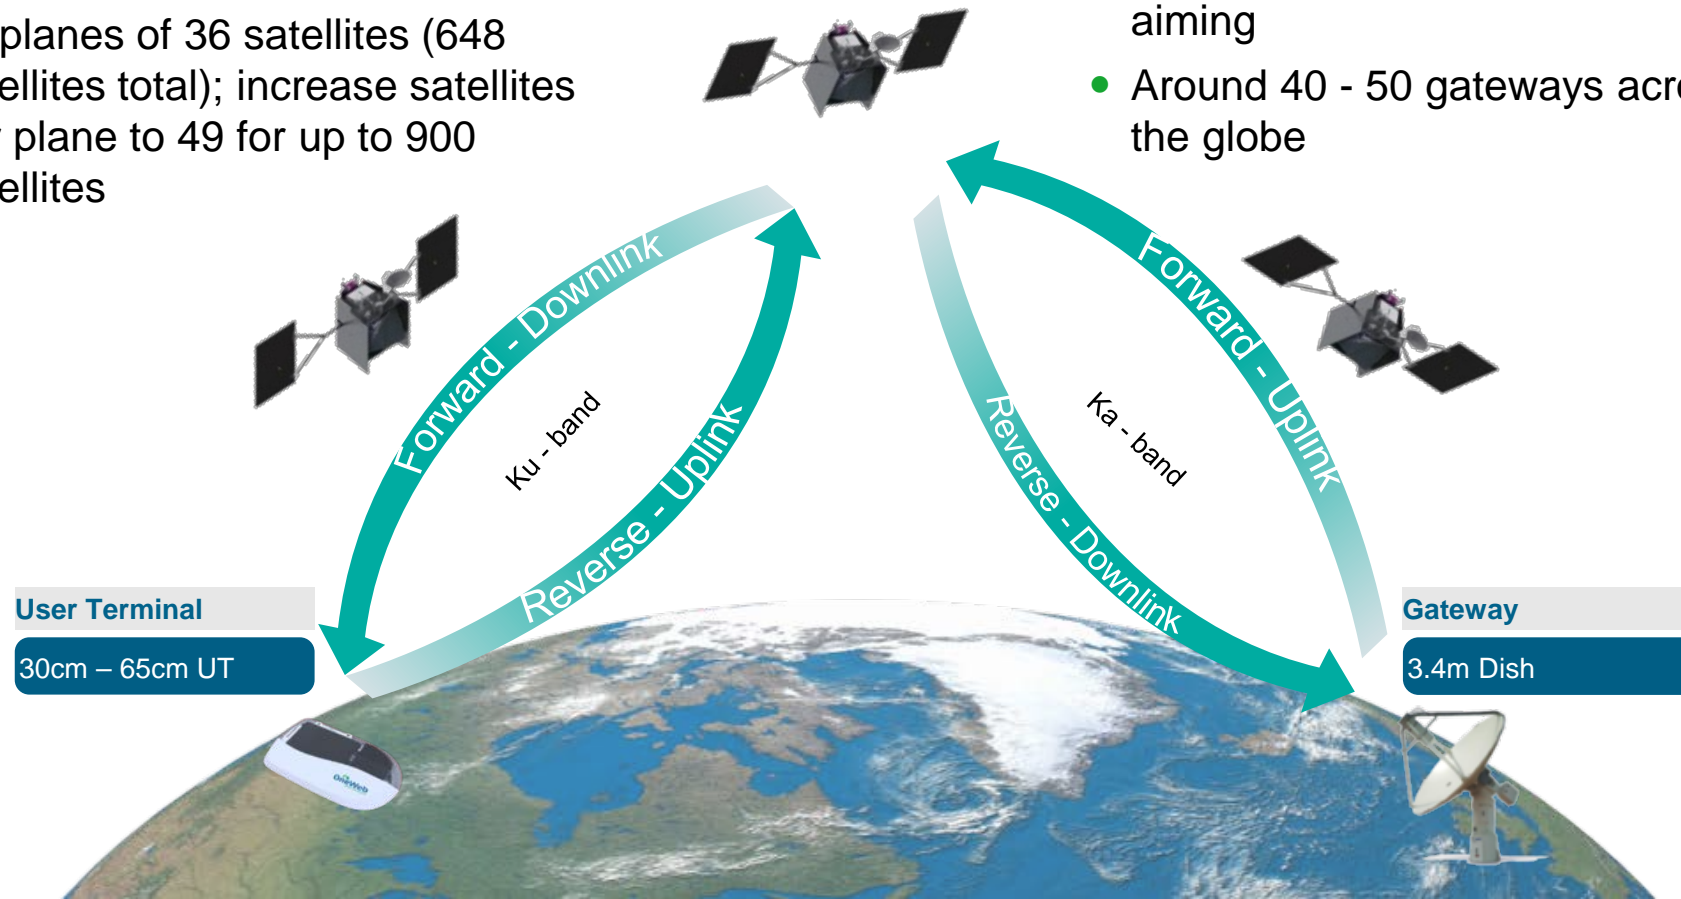 planes of 36 satellites (648
ellites total); increase satellites
plane to 49 for up to 900
ellites
aiming
• Around 40 - 50 gateways acr
the globe
Forward - Downlink
Ku - band
Reverse - Uplink
Forward - Uplink
Ka - band
Reverse - Downlink
User Terminal
30cm – 65cm UT
Gateway
3.4m Dish
OneWeb